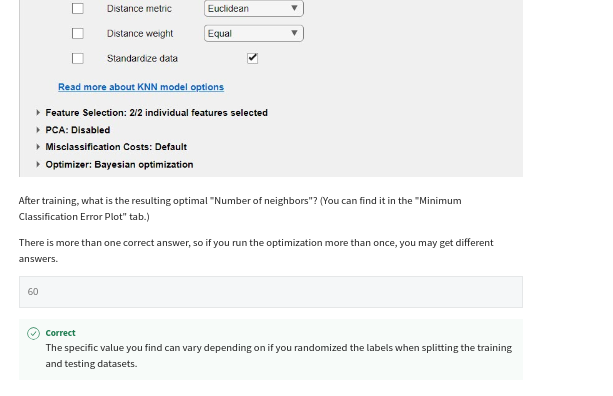 Distance metric Euclidean
Distance weight Equal
Standardize data
Read more about KNN model options
Feature Selection: 2/2 individual features selected
PCA: Disabled
Misclassification Costs: Default
Optimizer: Bayesian optimization
After training, what is the resulting optimal "Number of neighbors"? (You can find it in the "Minimum
Classification Error Plot" tab.)
There is more than one correct answer, so if you run the optimization more than once, you may get different
answers.
60
Correct
The specific value you find can vary depending on if you randomized the labels when splitting the training
and testing datasets.